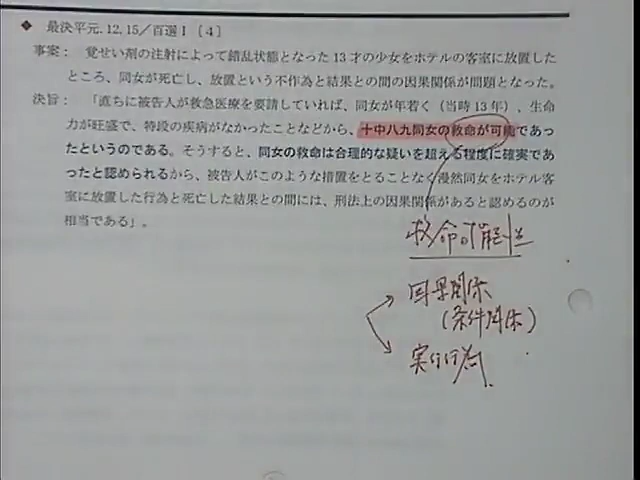 ❖ 最決平元.12.15／百選Ⅰ［4］
事案： 覚せい剤の注射によって錯乱状態となった13才の少女をホテルの客室に放置した
ところ、同女が死亡し、放置という不作為と結果との間の因果関係が問題となった。
決旨： 「直ちに被告人が救急医療を要請していれば、同女が年若く（当時13年）、生命
力が旺盛で、特段の疾病がなかったことなどから、十中八九同女の救命が可能であっ
たというのである。そうすると、同女の救命は合理的な疑いを超える程度に確実であ
ったと認められるから、被告人がこのような措置をとることなく漫然同女をホテル客
室に放置した行為と死亡した結果との間には、刑法上の因果関係があると認めるのが
相当である」。
救命可能性
因果関係
（条件関係）
実行行為